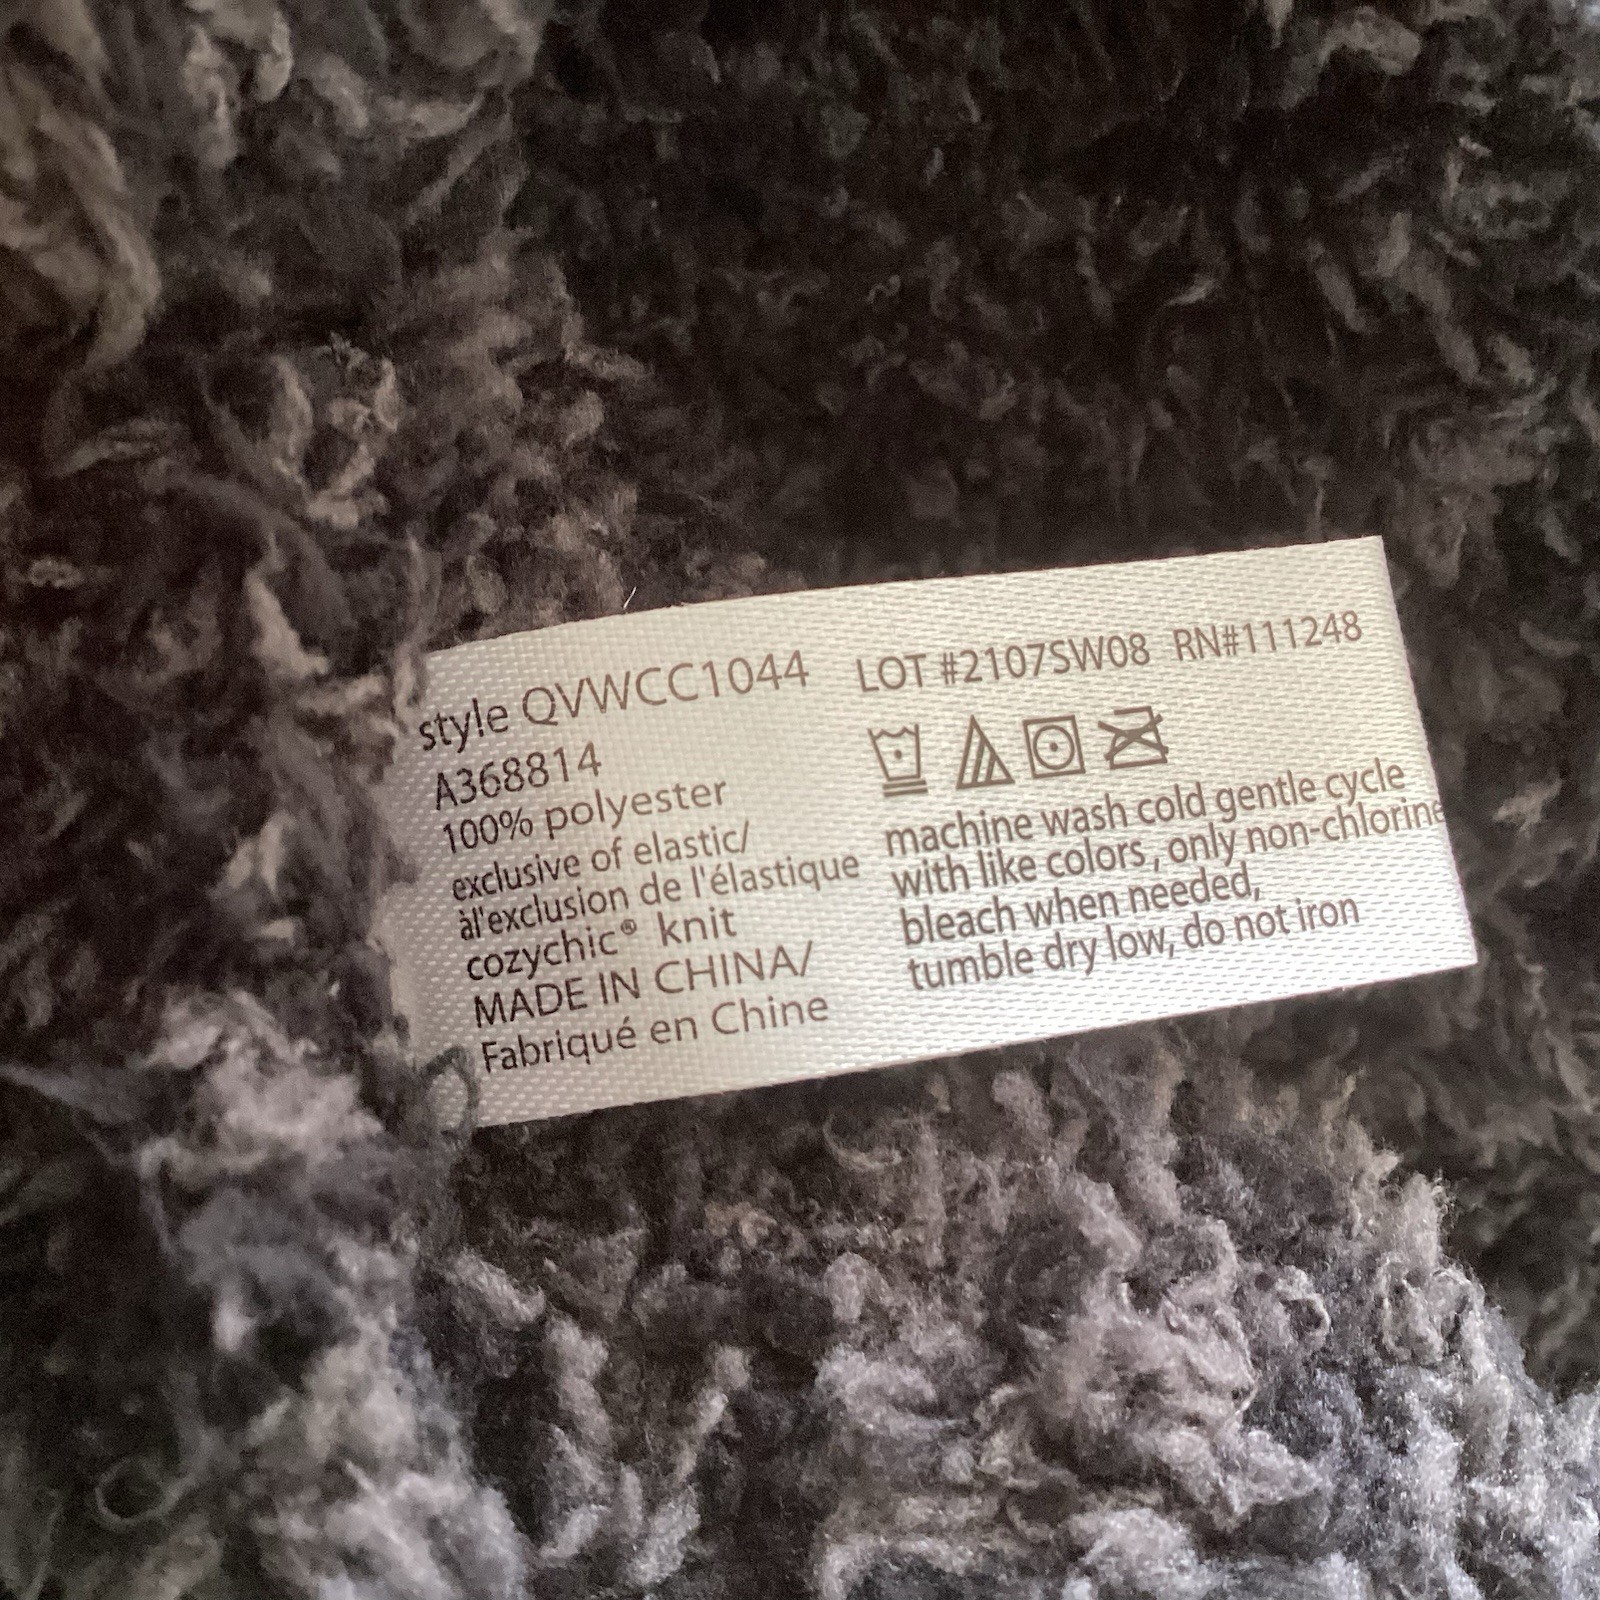 style QVWCC1044
A368814
100% polyester
exclusive of elastic/
àl'exclusion de l'élastique
cozychic® knit
MADE IN CHINA/
Fabriqué en Chine
LOT #2107SW08 RN#111248
machine wash cold gentle cycle
with like colors, only non-chlorine
bleach when needed,
tumble dry low, do not iron